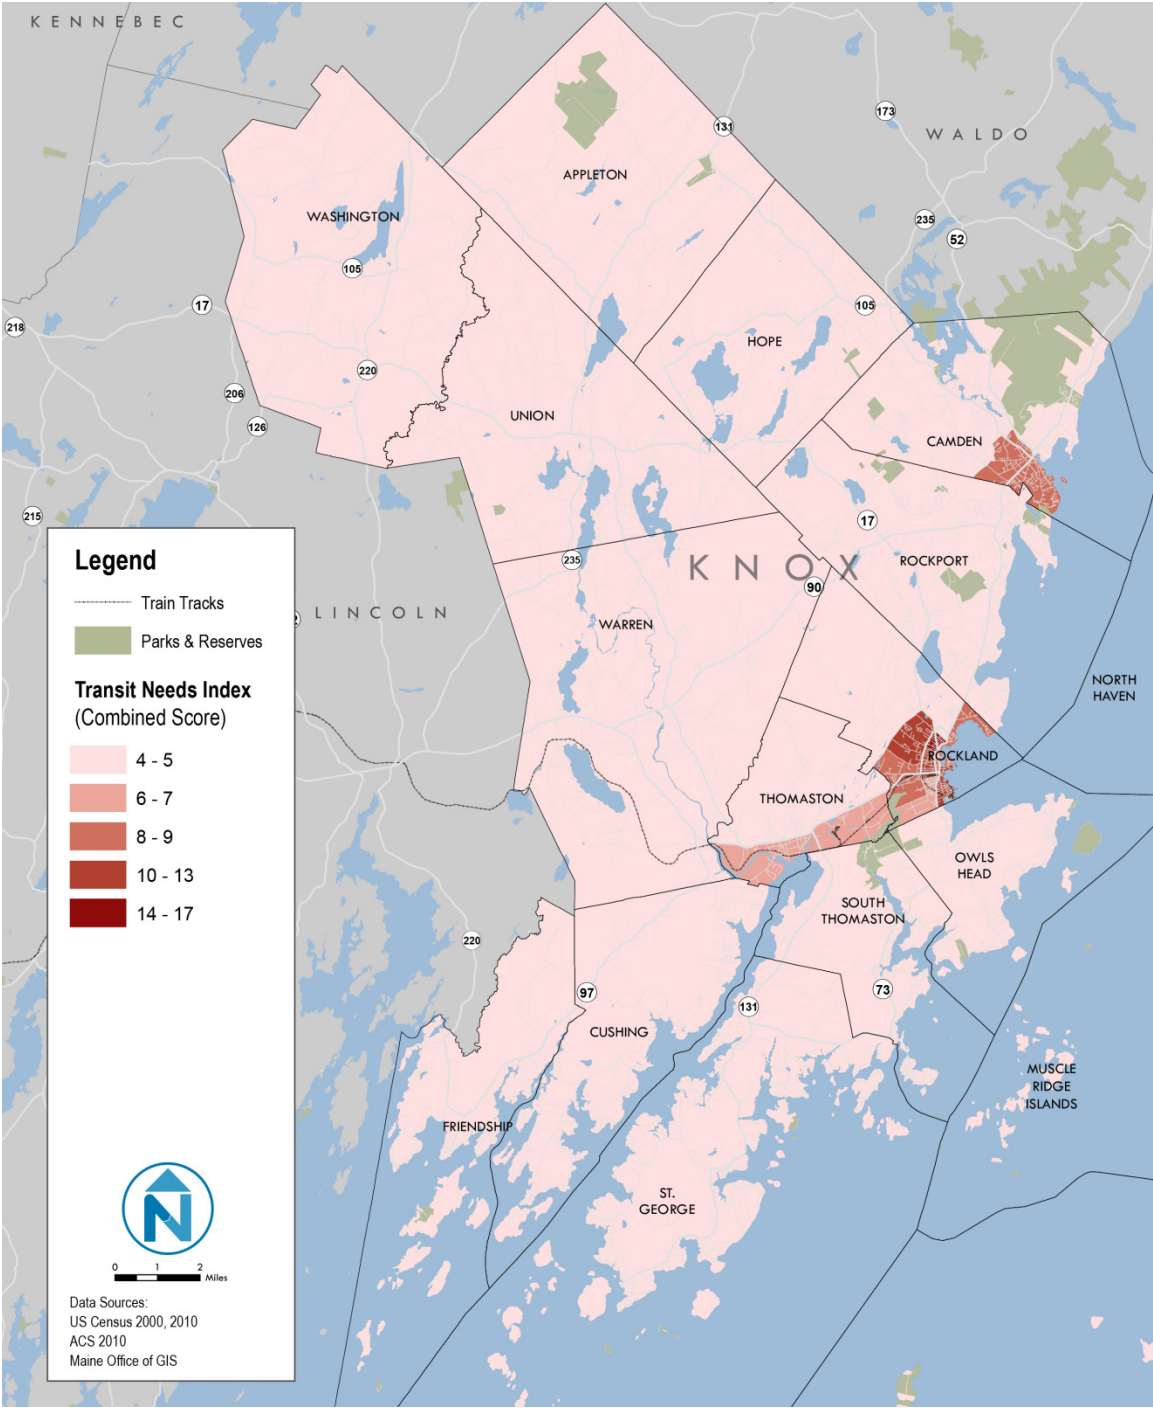 KENNEBEC
WALDO
131
173
APPLETON
WASHINGTON
235
52
105
17
218
105
HOPE
220
206
UNION
126
CAMDEN
215
17
235
KNOX
ROCKPORT
90
LINCOLN
WARREN
NORTH
HAVEN
ROCKLAND
THOMASTON
OWLS
HEAD
SOUTH
THOMASTON
220
97
73
131
CUSHING
MUSCLE
RIDGE
ISLANDS
FRIENDSHIP
ST.
GEORGE
Legend
Train Tracks
Parks & Reserves
Transit Needs Index
(Combined Score)
4 - 5
6 - 7
8 - 9
10 - 13
14 - 17
N
0 1 2
Miles
Data Sources:
US Census 2000, 2010
ACS 2010
Maine Office of GIS